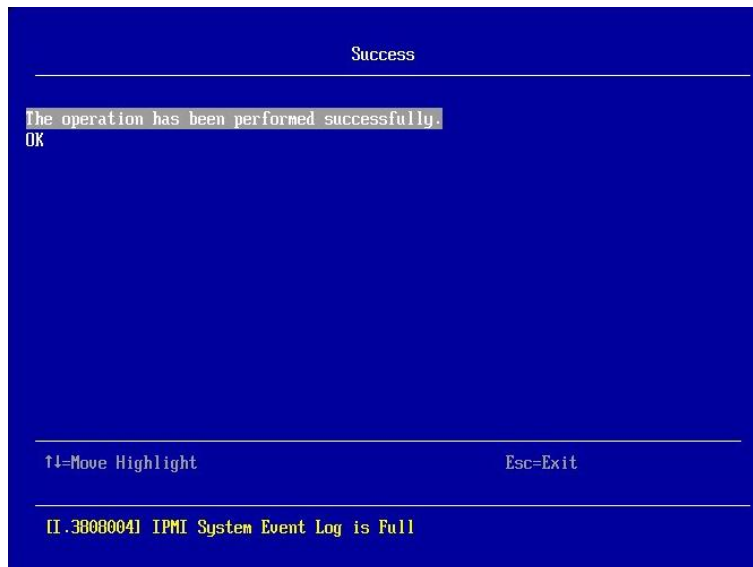 Success
The operation has been performed successfully.
OK
↑↓=Move Highlight Esc=Exit
[I.3808004] IPMI System Event Log is Full